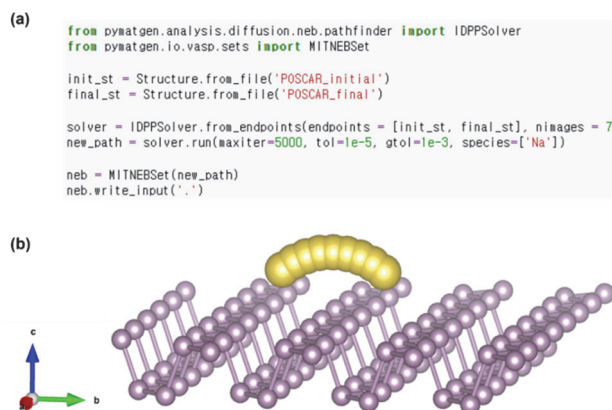 (a)
from pymatgen.analysis.diffusion.neb.pathfinder import IDPPSolver
from pymatgen.io.vasp.sets import MITNEBSet
init_st = Structure.from_file('POSCAR_initial')
final_st = Structure.from_file('POSCAR_final')
solver = IDPPSolver.from_endpoints(endpoints = [init_st, final_st], nimages = 7
new_path = solver.run(maxiter=5000, tol=1e-5, gtol=1e-3, species=['Na'])
neb = MITNEBSet(new_path)
neb.write_input('.')
(b)
c
b